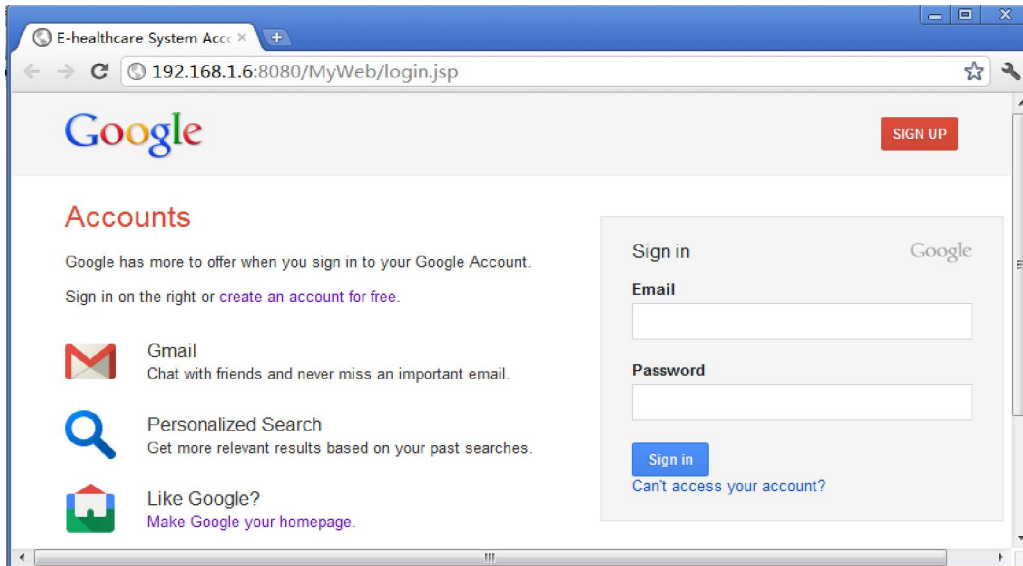 E-healthcare System Acc
192.168.1.6:8080/MyWeb/login.jsp
Google
SIGN UP
Accounts
Google has more to offer when you sign in to your Google Account.
Sign in on the right or create an account for free.
Gmail
Chat with friends and never miss an important email.
Personalized Search
Get more relevant results based on your past searches.
Like Google?
Make Google your homepage.
Sign in
Google
Email
Password
Sign in
Can't access your account?